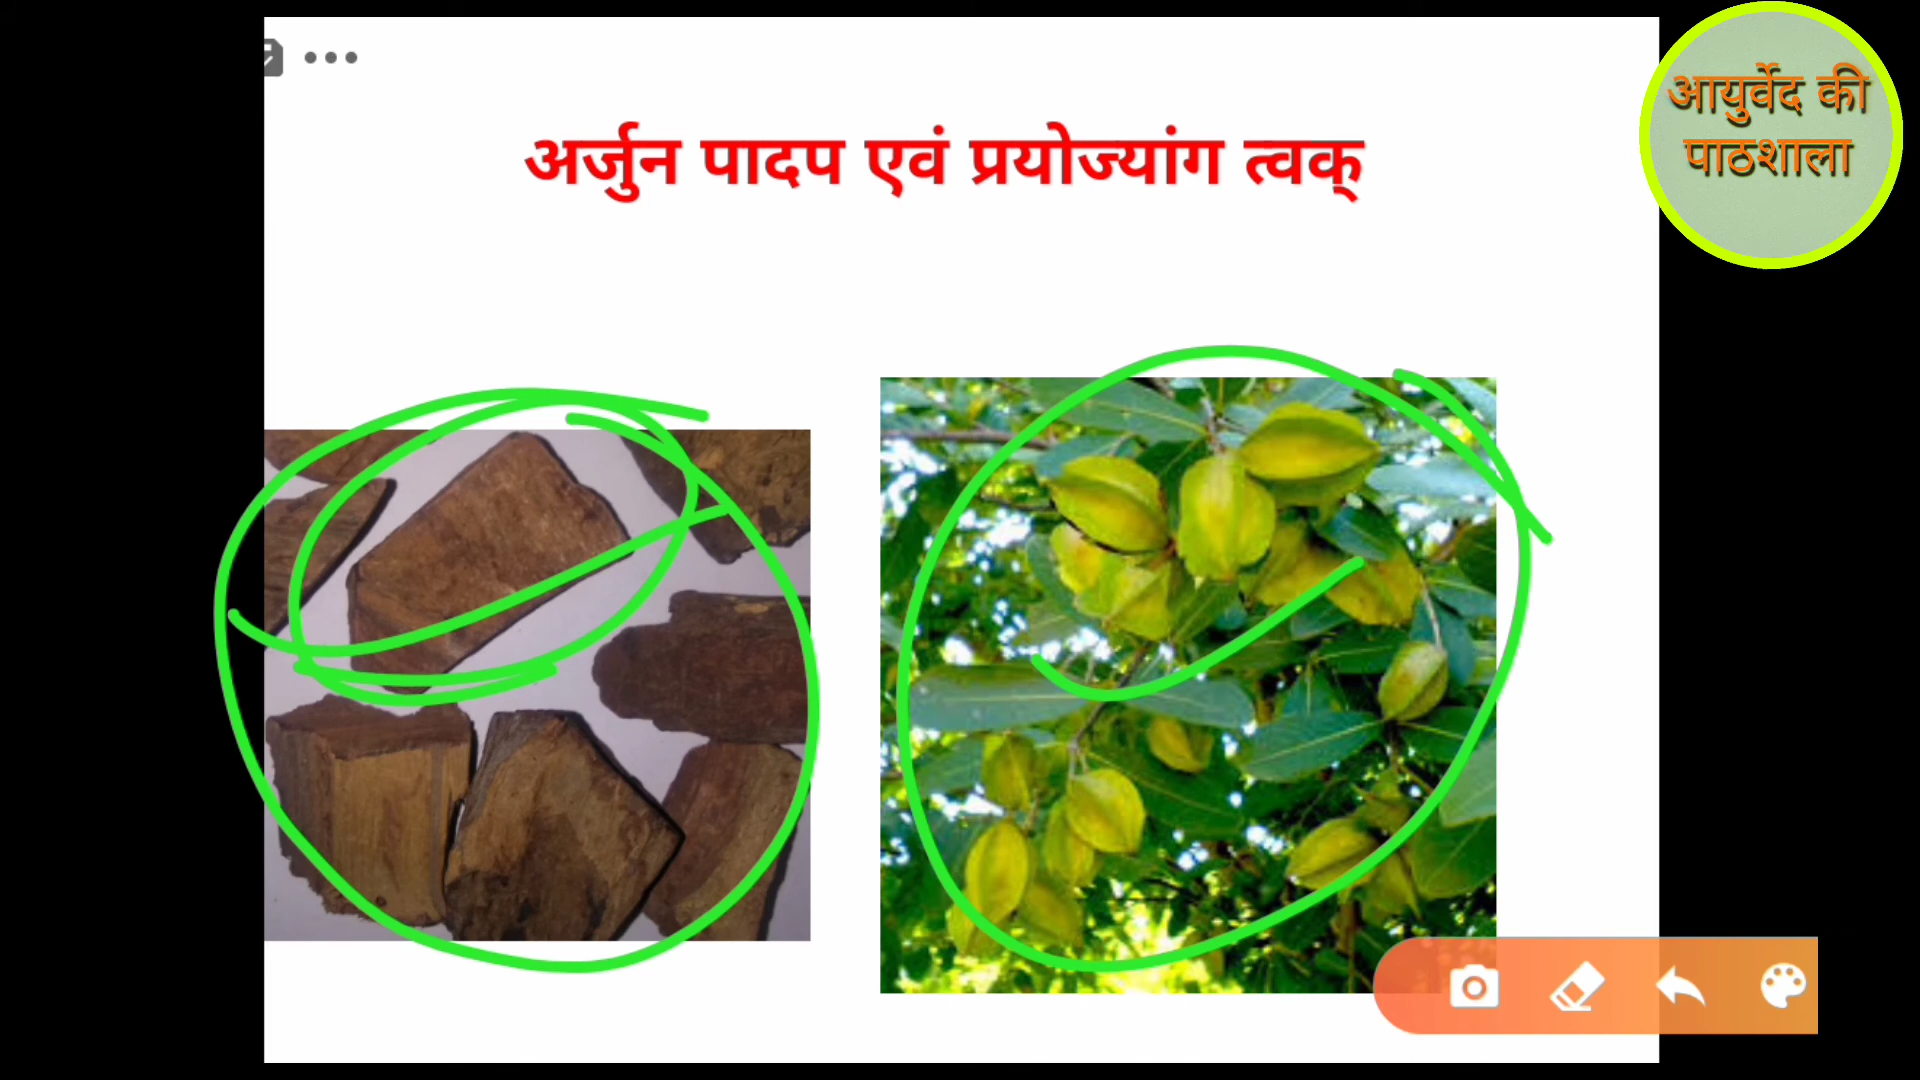 अर्जुन पादप एवं प्रयोज्यांग त्वक्
आयुर्वेद की
पाठशाला